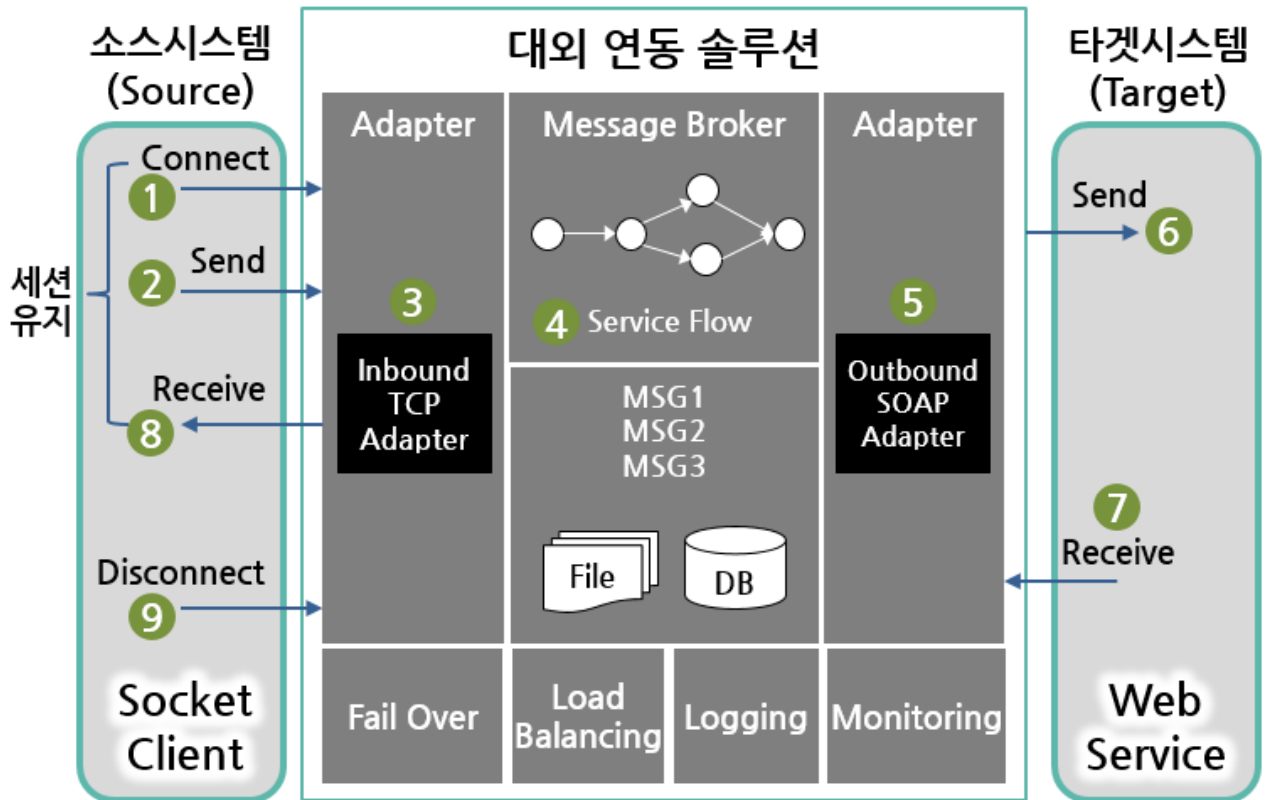 소스시스템
(Source)
대외 연동 솔루션
타겟시스템
(Target)
세션
유지
Connect
1
Send
2
Receive
8
Disconnect
9
Socket
Client
Adapter
3
Inbound
TCP
Adapter
Message Broker
4 Service Flow
MSG1
MSG2
MSG3
File
DB
Adapter
5
Outbound
SOAP
Adapter
Fail Over
Load
Balancing
Logging
Monitoring
Send
6
7
Receive
Web
Service